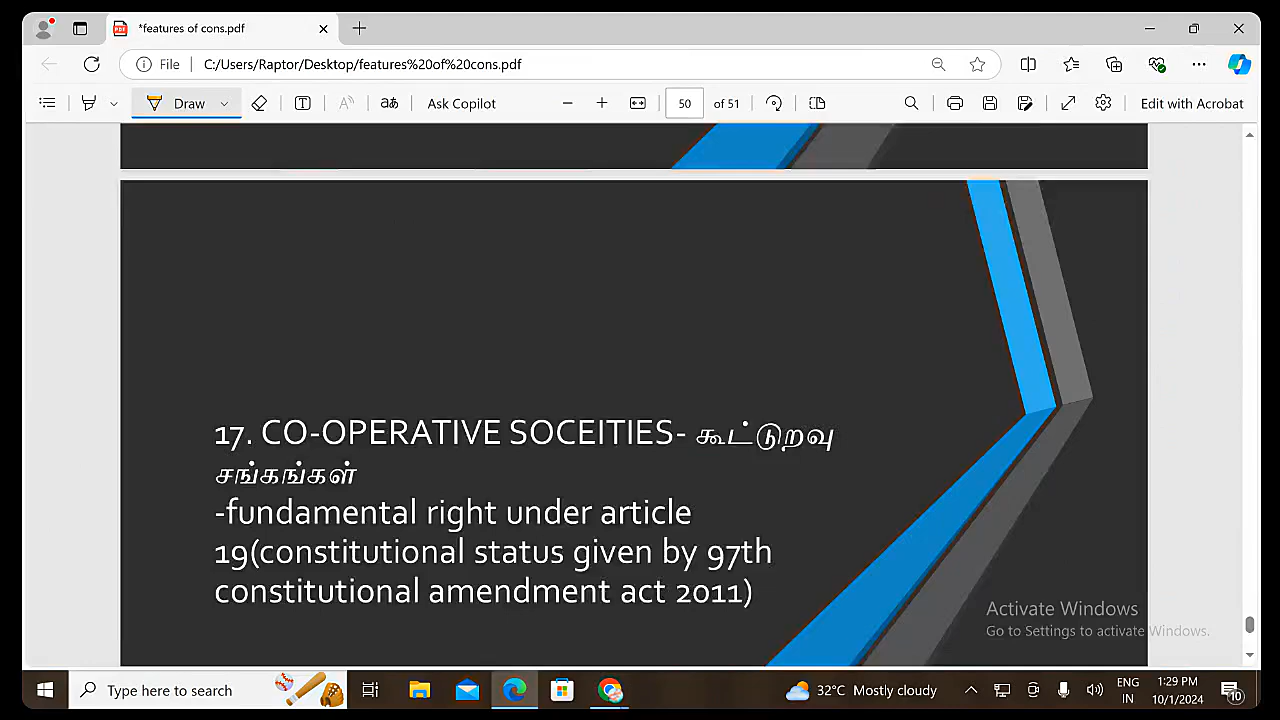 *features of cons.pdf
File C:/Users/Raptor/Desktop/features%20of%20cons.pdf
Draw Ask Copilot 50 of 51 Edit with Acrobat
17. CO-OPERATIVE SOCEITIES- கூட்டுறவு
சங்கங்கள்
-fundamental right under article
19(constitutional status given by 97th
constitutional amendment act 2011)
Activate Windows
Go to Settings to activate Windows.
Type here to search 32°C Mostly cloudy ENG IN 1:29 PM 10/1/2024 10